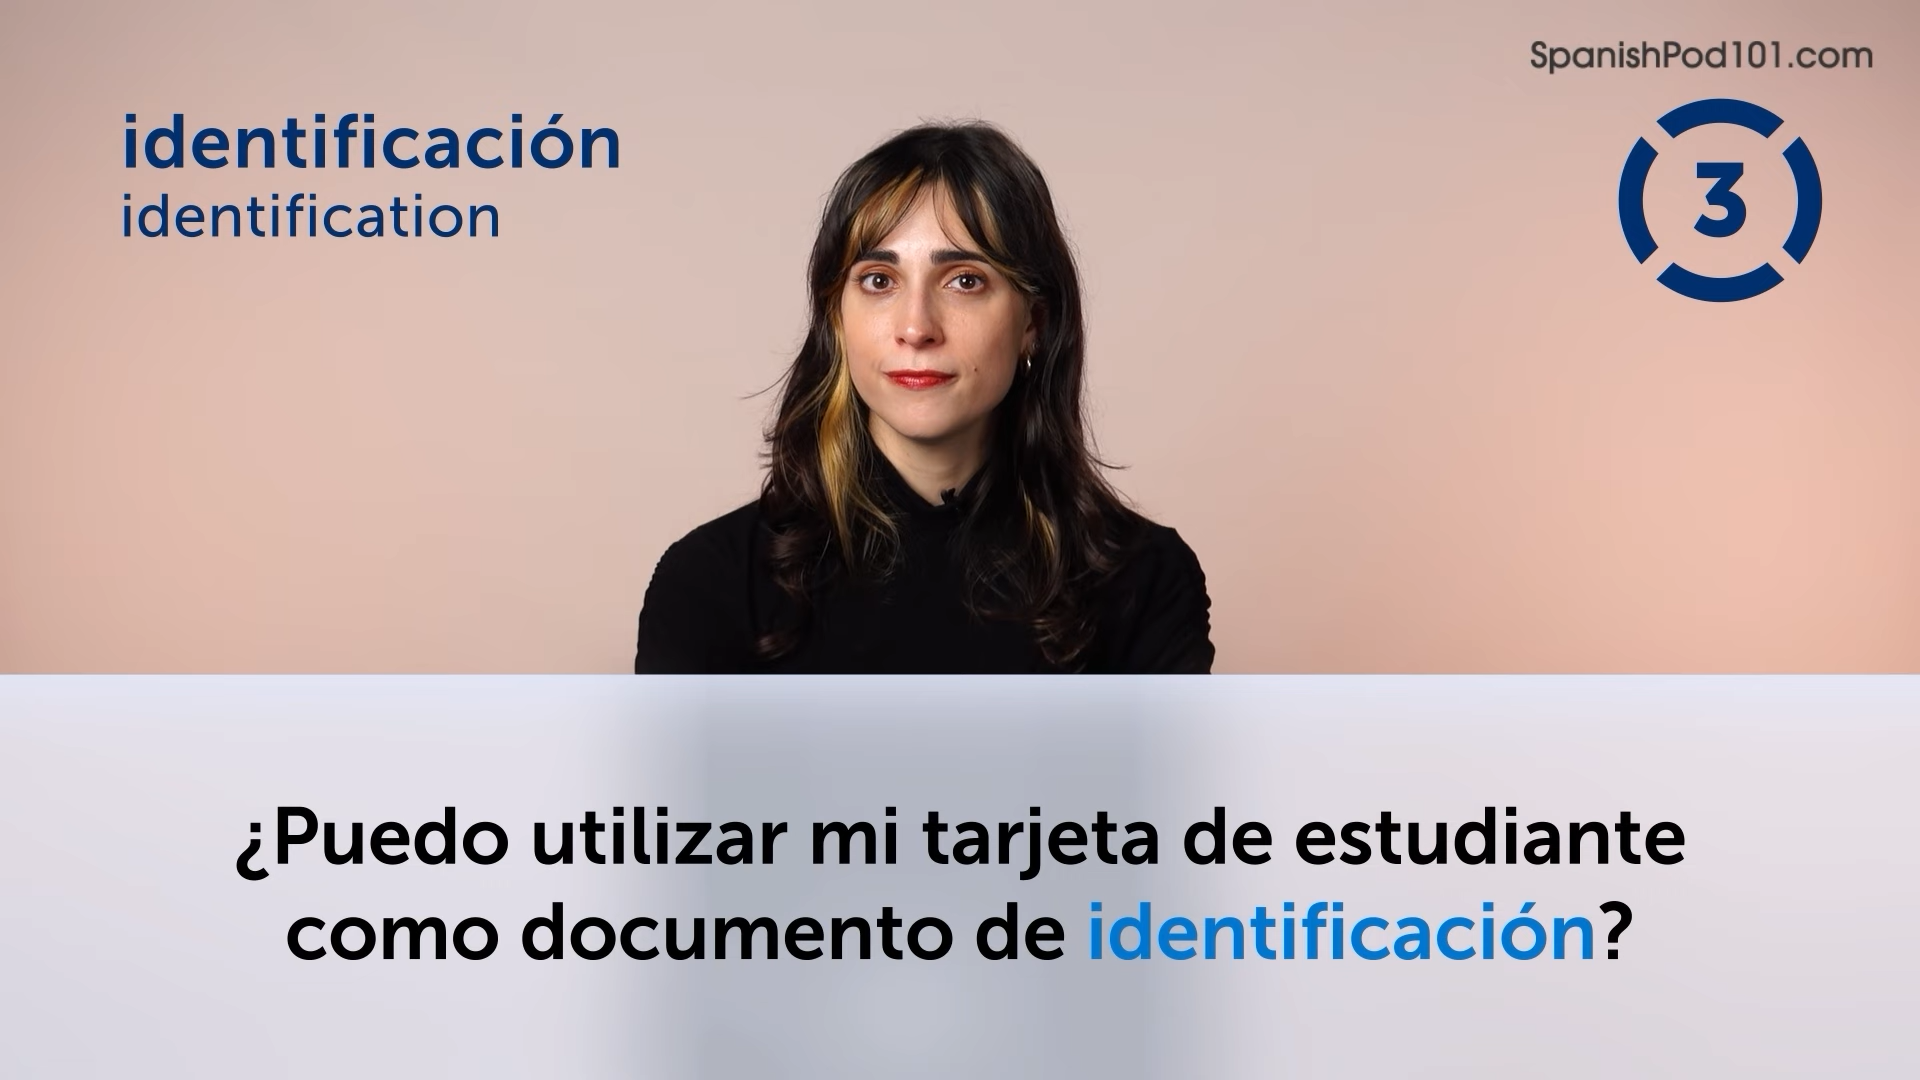 SpanishPod101.com
identificación
identification
3
¿Puedo utilizar mi tarjeta de estudiante
como documento de identificación?